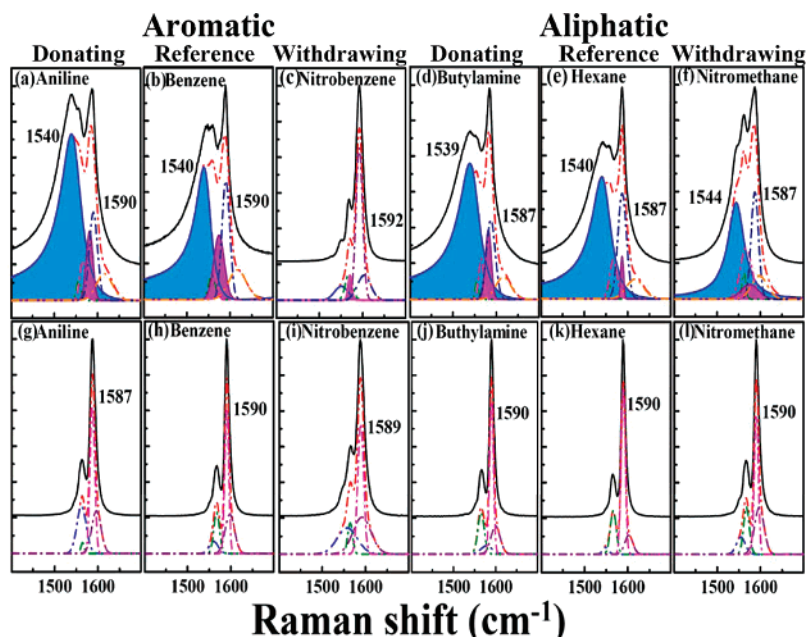 Aromatic Aliphatic
Donating Reference Withdrawing Donating Reference Withdrawing
(a)Aniline (b)Benzene (c)Nitrobenzene (d)Butylamine (e)Hexane (f)Nitromethane
1540 1590 1540 1590 1592 1539 1587 1540 1587 1544 1587
(g)Aniline (h)Benzene (i)Nitrobenzene (j)Buthylamine (k)Hexane (l)Nitromethane
1587 1590 1589 1590 1590 1590
1500 1600 1500 1600 1500 1600 1500 1600 1500 1600 1500 1600
Raman shift (cm-1)